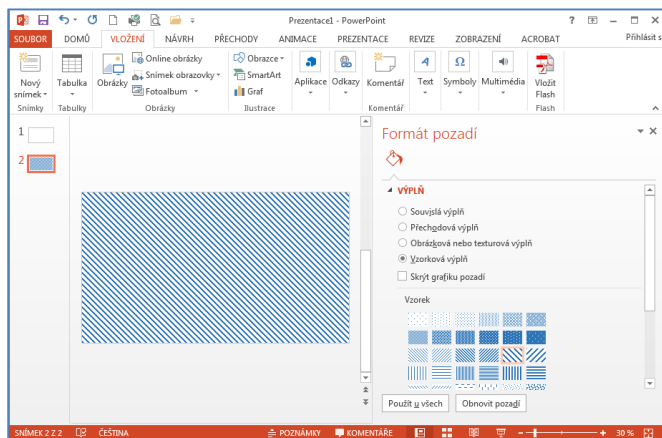 Prezentace1 - PowerPoint
SOUBOR DOMŮ VLOŽENÍ NÁVRH PŘECHODY ANIMACE PREZENTACE REVIZE ZOBRAZENÍ ACROBAT Přihlásit s
Nový snímek
Tabulka
Obrázky
Online obrázky
Snímek obrazovky
Fotoalbum
Obrazce
SmartArt
Graf
Aplikace
Odkazy
Komentář
Text
Symboly
Multimédia
Vložit Flash
Snímky Tabulky Obrázky Ilustrace Komentář Flash
1
2
Formát pozadí
VÝPLŇ
Souvislá výplň
Přechodová výplň
Obrázková nebo texturová výplň
Vzorková výplň
Skrýt grafiku pozadí
Vzorek
Použít u všech Obnovit pozadí
SNÍMEK 2 Z 2 ČEŠTINA POZNÁMKY KOMENTÁŘE 30 %